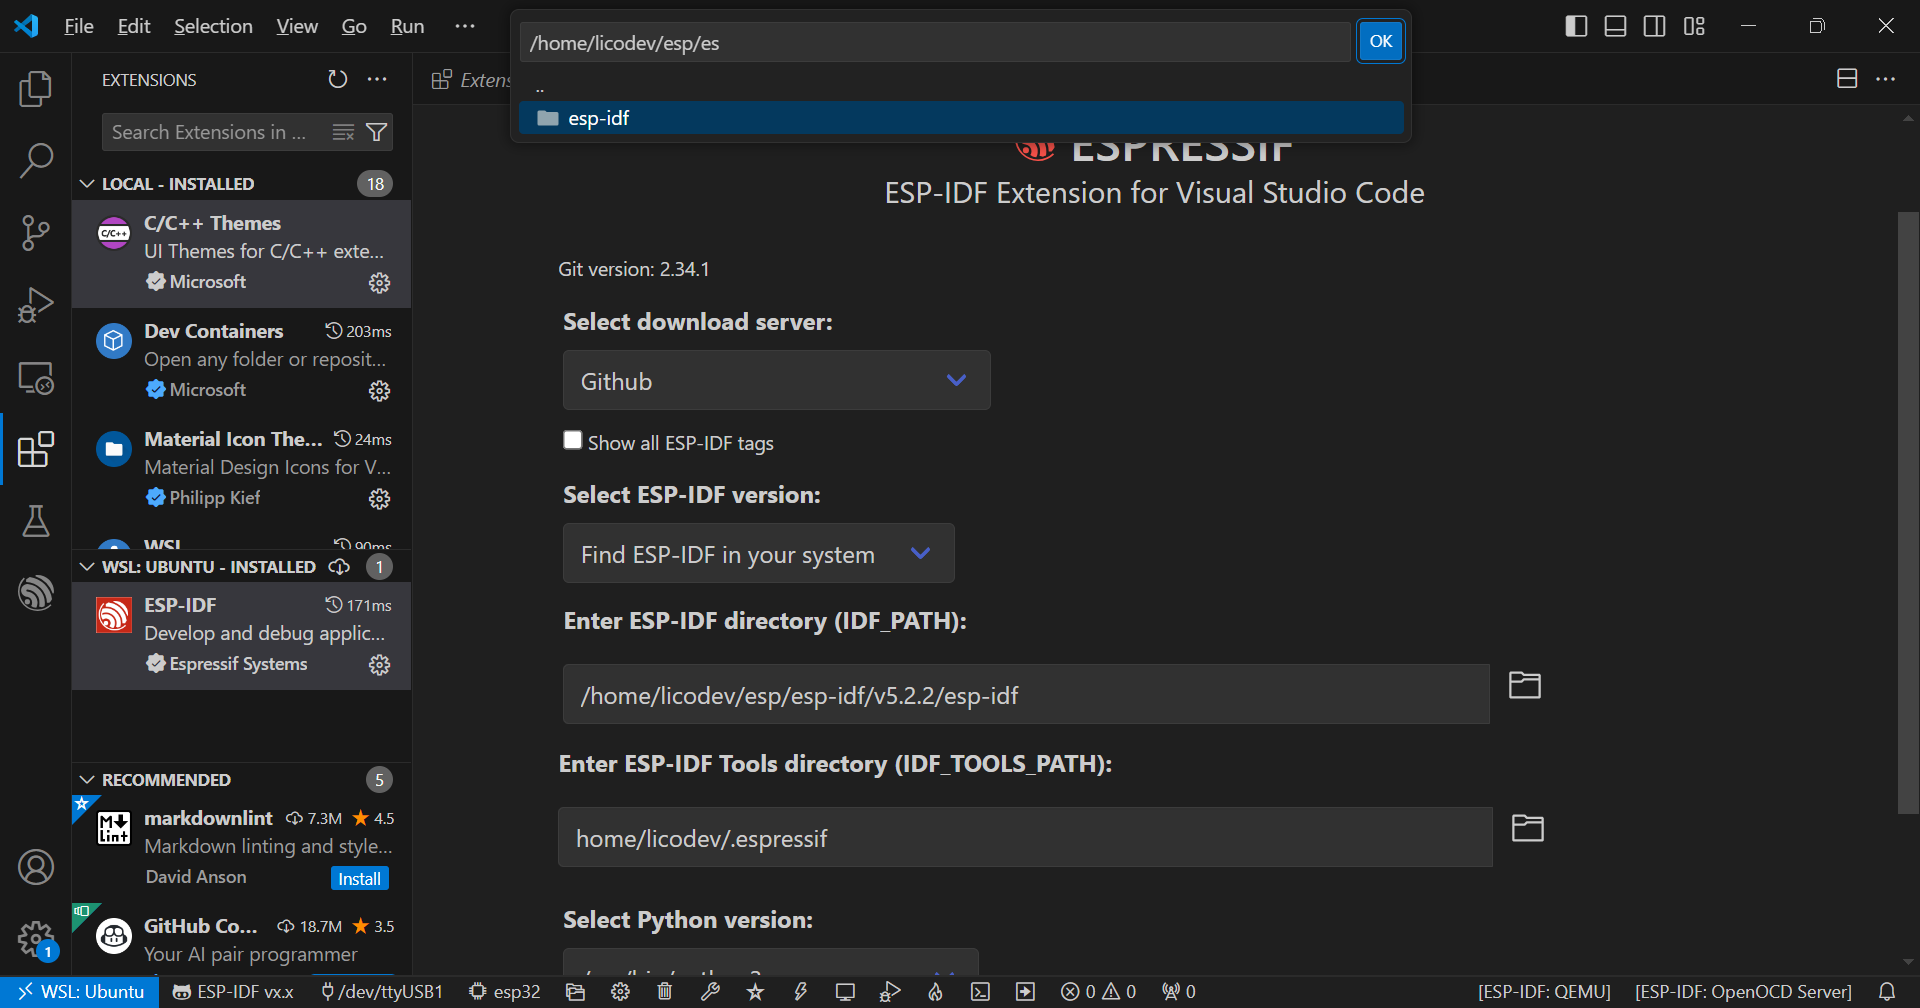 File Edit Selection View Go Run ···
/home/licodev/esp/es
OK
..
esp-idf
EXTENSIONS
Search Extensions in ...
LOCAL - INSTALLED 18
C/C++
C/C++ Themes
UI Themes for C/C++ exte...
Microsoft
Dev Containers 203ms
Open any folder or reposit...
Microsoft
Material Icon The... 24ms
Material Design Icons for V...
Philipp Kief
WSL 90ms
WSL: UBUNTU - INSTALLED 1
ESP-IDF 171ms
Develop and debug applic...
Espressif Systems
RECOMMENDED 5
M lint
markdownlint 7.3M 4.5
Markdown linting and style...
David Anson
Install
GitHub Co... 18.7M 3.5
Your AI pair programmer
1
Extens
ESPRESSIF
ESP-IDF Extension for Visual Studio Code
Git version: 2.34.1
Select download server:
Github
Show all ESP-IDF tags
Select ESP-IDF version:
Find ESP-IDF in your system
Enter ESP-IDF directory (IDF_PATH):
/home/licodev/esp/esp-idf/v5.2.2/esp-idf
Enter ESP-IDF Tools directory (IDF_TOOLS_PATH):
home/licodev/.espressif
Select Python version:
WSL: Ubuntu ESP-IDF vx.x /dev/ttyUSB1 esp32 0 0 0 [ESP-IDF: QEMU] [ESP-IDF: OpenOCD Server]